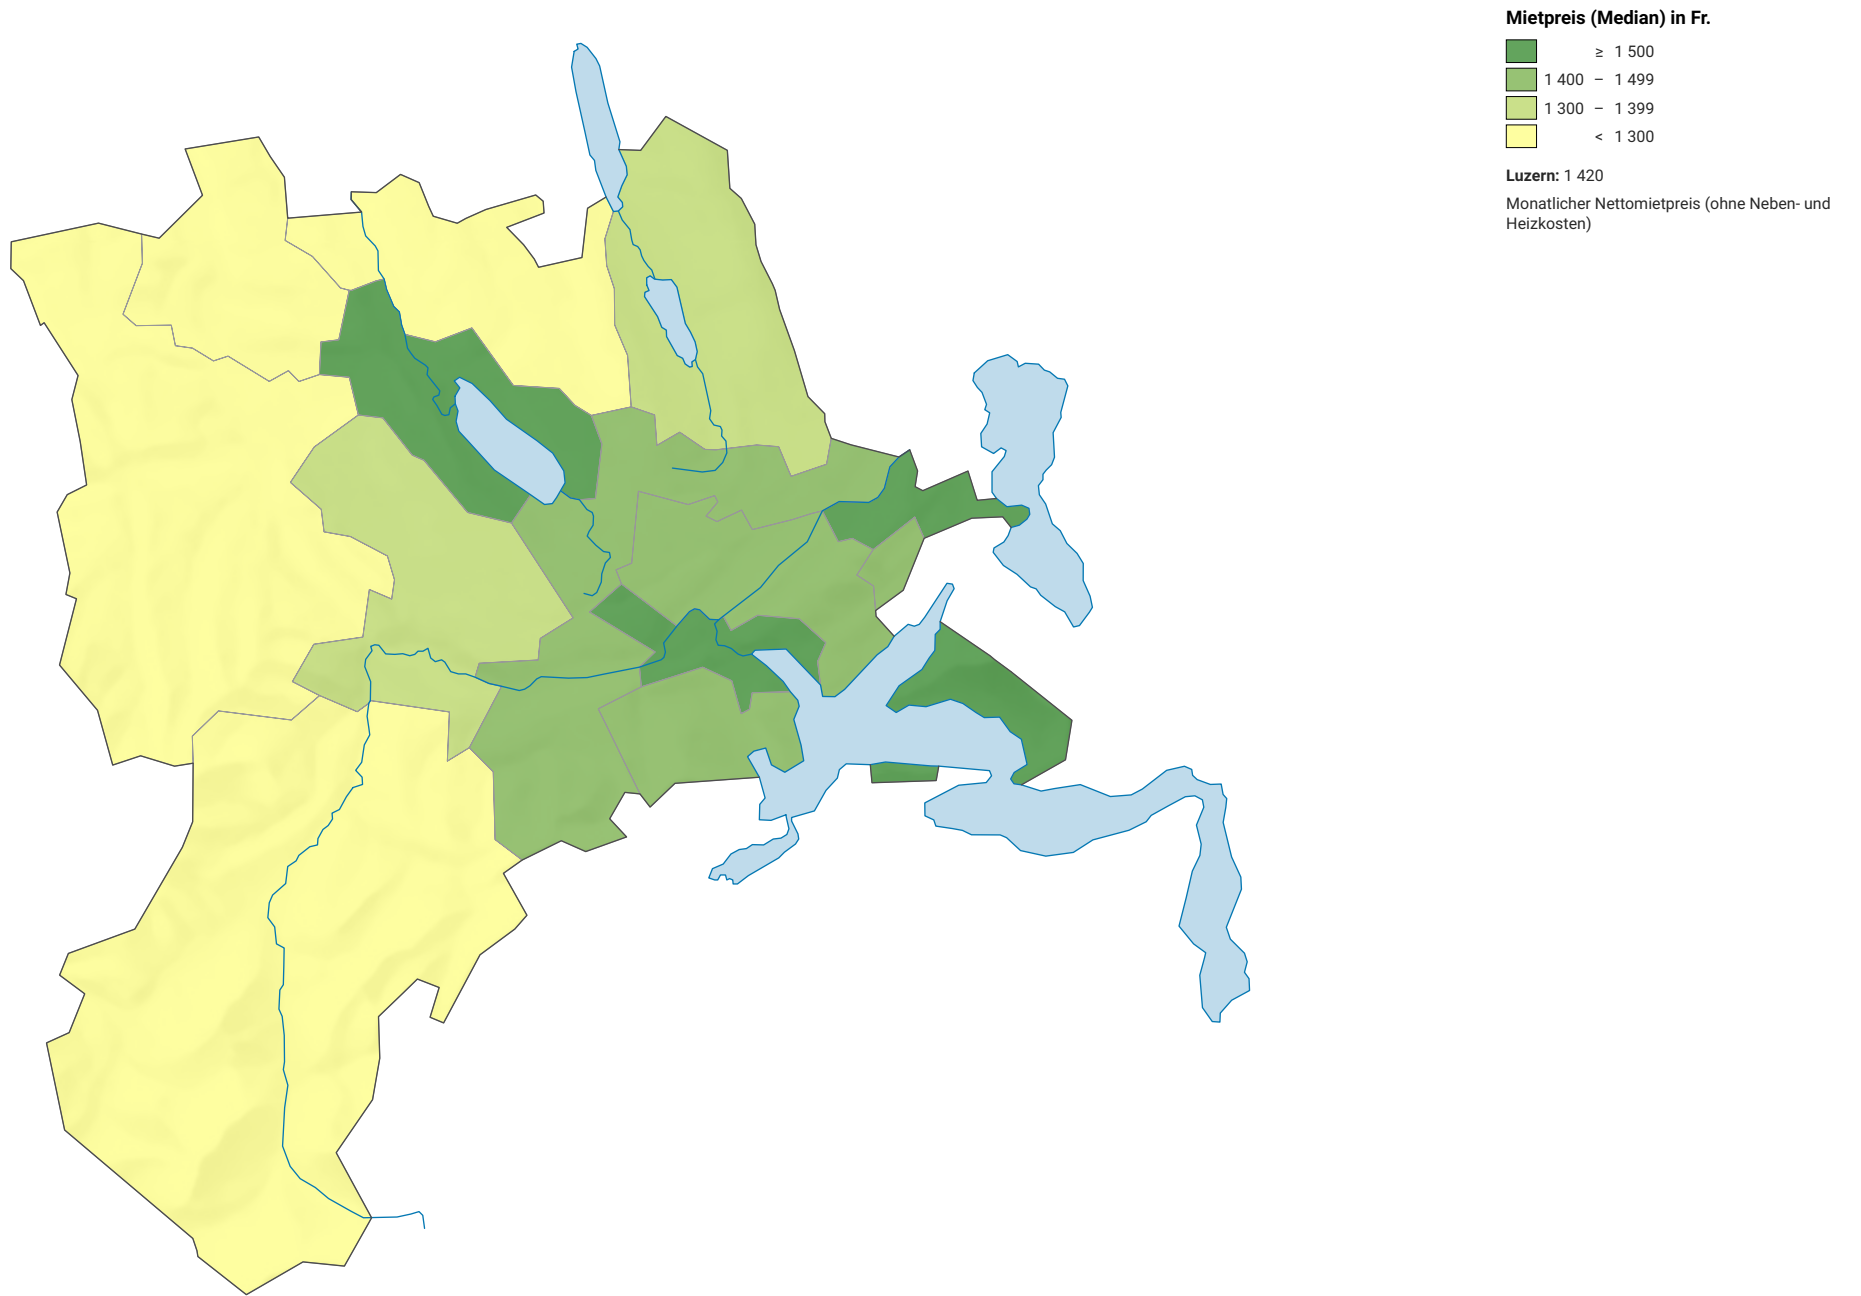 Mietpreis (Median) in Fr.
≥ 1 500
1 400 – 1 499
1 300 – 1 399
< 1 300
Luzern: 1 420
Monatlicher Nettomietpreis (ohne Neben- und
Heizkosten)